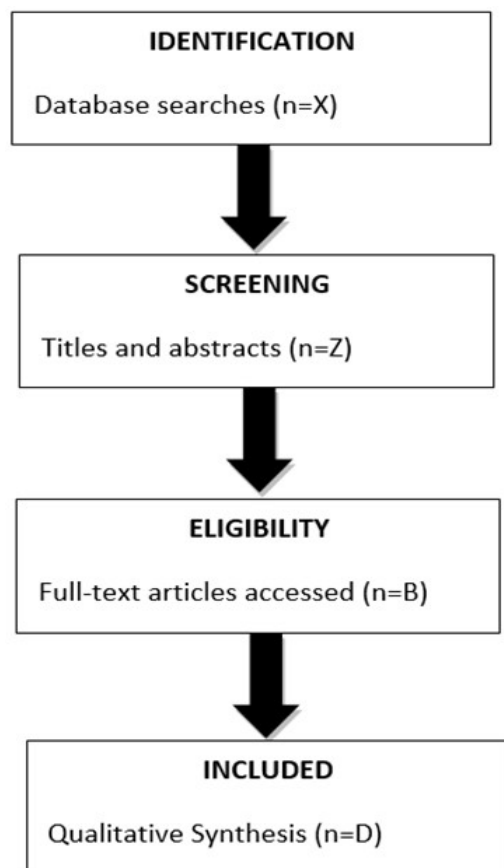 IDENTIFICATION
Database searches (n=X)
SCREENING
Titles and abstracts (n=Z)
ELIGIBILITY
Full-text articles accessed (n=B)
INCLUDED
Qualitative Synthesis (n=D)